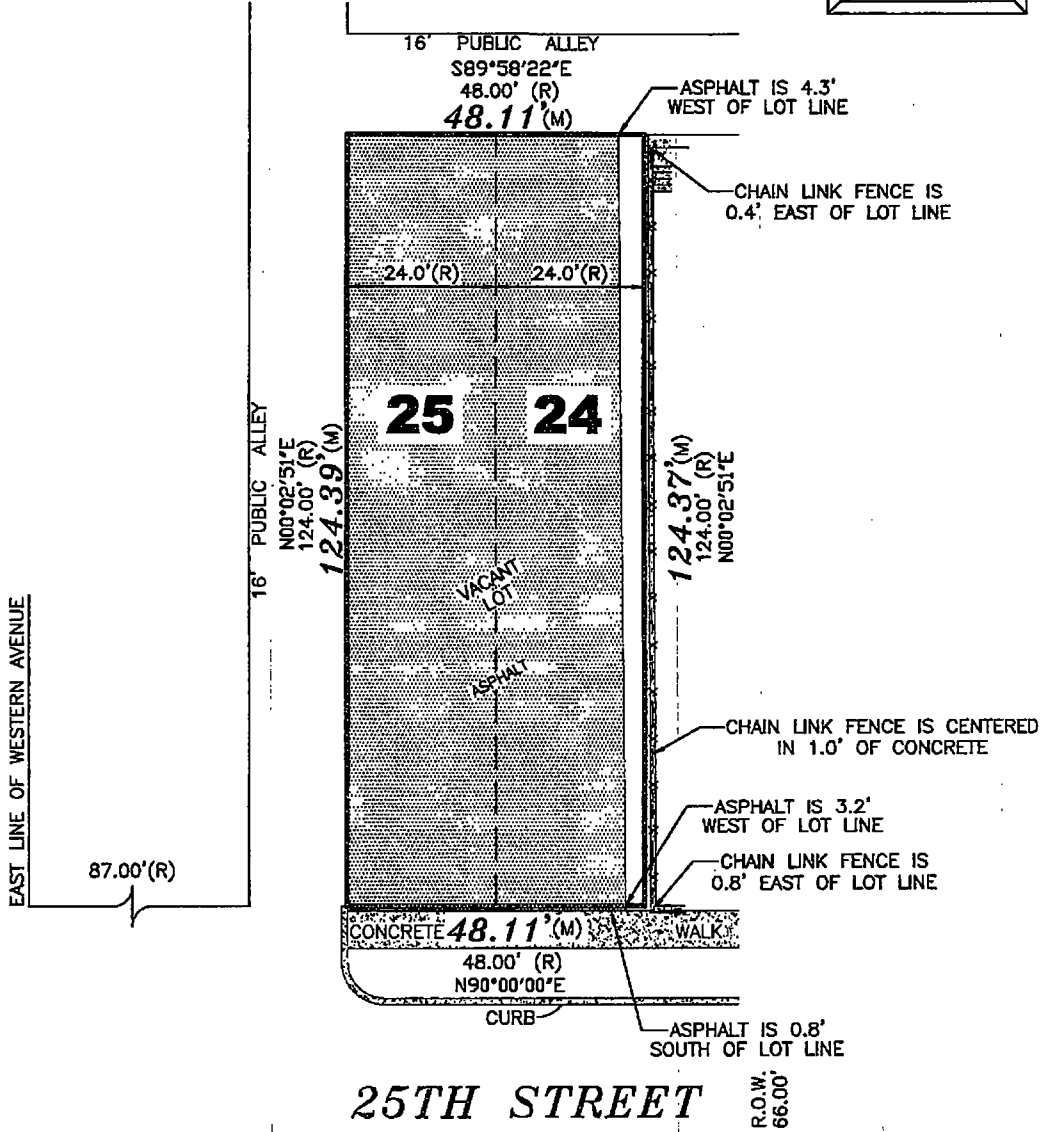 16' PUBLIC ALLEY
S89°58'22"E
48.00' (R)
48.11'(M)
ASPHALT IS 4.3'
WEST OF LOT LINE
CHAIN LINK FENCE IS
0.4' EAST OF LOT LINE
24.0'(R)
24.0'(R)
25
24
16' PUBLIC ALLEY
N00°02'51"E
124.00' (R)
124.39'(M)
124.37'(M)
124.00' (R)
N00°02'51"E
VACANT
LOT
ASPHALT
EAST LINE OF WESTERN AVENUE
87.00'(R)
CHAIN LINK FENCE IS CENTERED
IN 1.0' OF CONCRETE
ASPHALT IS 3.2'
WEST OF LOT LINE
CHAIN LINK FENCE IS
0.8' EAST OF LOT LINE
CONCRETE 48.11'(M) WALK
48.00' (R)
N90°00'00"E
CURB
ASPHALT IS 0.8'
SOUTH OF LOT LINE
25TH STREET
R.O.W.
66.00'